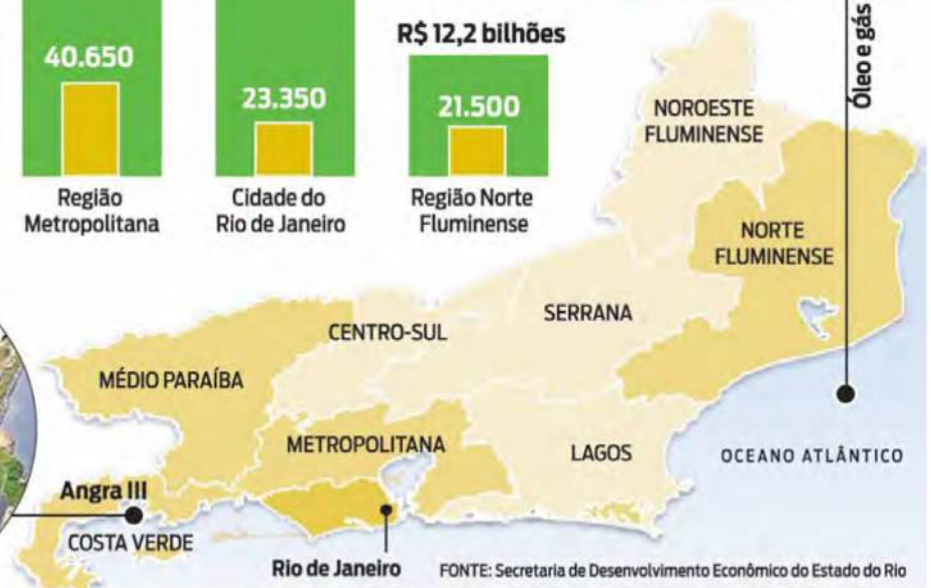 R$ 12,2 bilhões
40.650
23.350
21.500
Região
Metropolitana
Cidade do
Rio de Janeiro
Região Norte
Fluminense
Óleo e gás
NOROESTE
FLUMINENSE
NORTE
FLUMINENSE
SERRANA
CENTRO-SUL
MÉDIO PARAÍBA
METROPOLITANA
LAGOS
OCEANO ATLÂNTICO
Angra III
COSTA VERDE
Rio de Janeiro
FONTE: Secretaria de Desenvolvimento Econômico do Estado do Rio